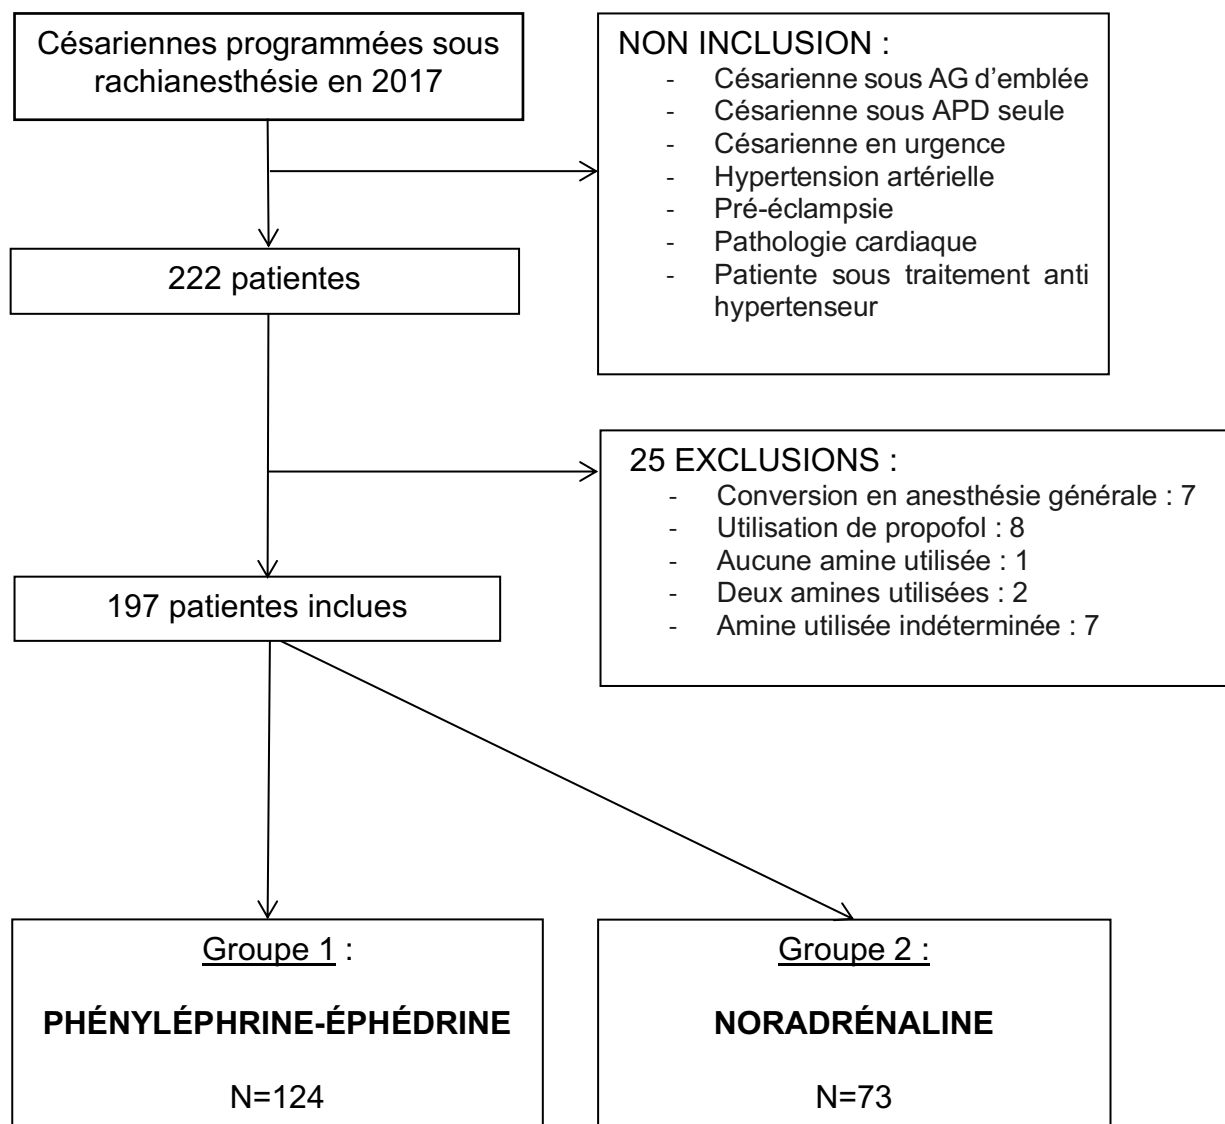 Césariennes programmées sous
rachianesthésie en 2017
NON INCLUSION :
- Césarienne sous AG d’emblée
- Césarienne sous APD seule
- Césarienne en urgence
- Hypertension artérielle
- Pré-éclampsie
- Pathologie cardiaque
- Patiente sous traitement anti
hypertenseur
222 patientes
25 EXCLUSIONS :
- Conversion en anesthésie générale : 7
- Utilisation de propofol : 8
- Aucune amine utilisée : 1
- Deux amines utilisées : 2
- Amine utilisée indéterminée : 7
197 patientes inclues
Groupe 1 :
PHÉNYLÉPHRINE-ÉPHÉDRINE
N=124
Groupe 2 :
NORADRÉNALINE
N=73